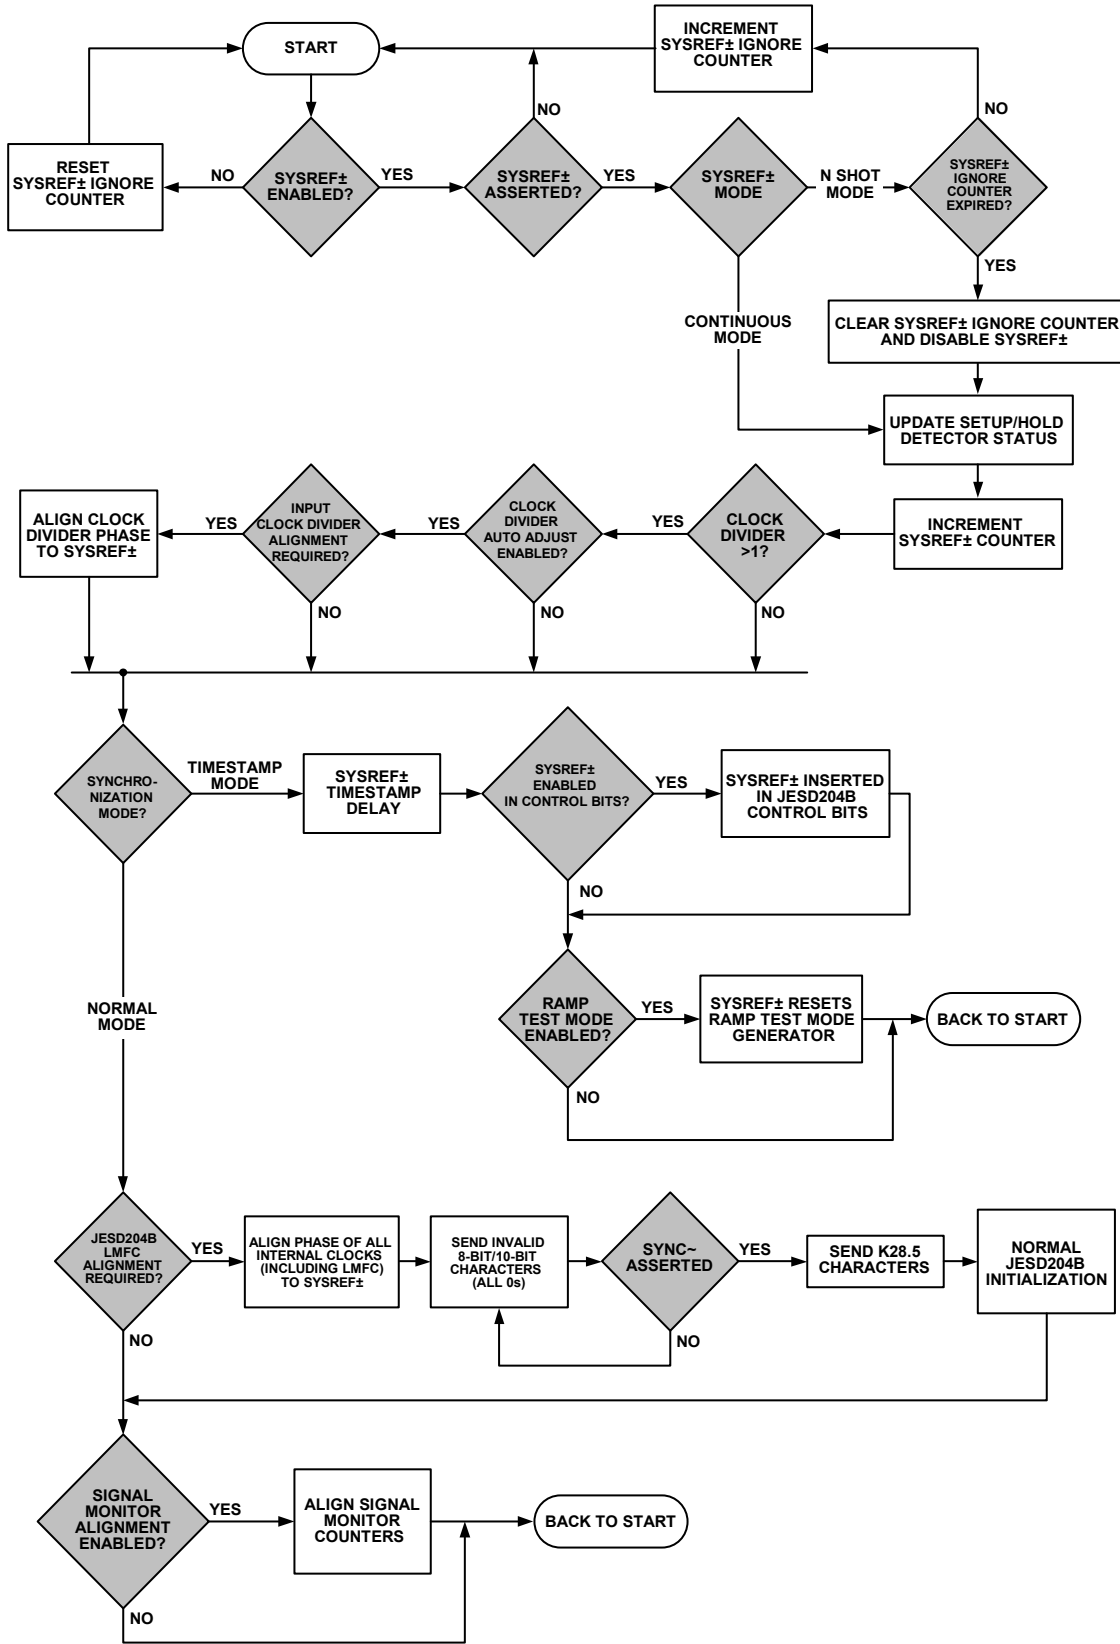 START
INCREMENT
SYSREF± IGNORE
COUNTER
NO
NO
RESET
SYSREF± IGNORE
COUNTER
NO
SYSREF±
ENABLED?
YES
SYSREF±
ASSERTED?
YES
SYSREF±
MODE
N SHOT
MODE
SYSREF±
IGNORE
COUNTER
EXPIRED?
YES
CONTINUOUS
MODE
CLEAR SYSREF± IGNORE COUNTER
AND DISABLE SYSREF±
UPDATE SETUP/HOLD
DETECTOR STATUS
ALIGN CLOCK
DIVIDER PHASE
TO SYSREF±
YES
INPUT
CLOCK DIVIDER
ALIGNMENT
REQUIRED?
YES
CLOCK
DIVIDER
AUTO ADJUST
ENABLED?
YES
CLOCK
DIVIDER
>1?
INCREMENT
SYSREF± COUNTER
NO
NO
NO
SYNCHRO-
NIZATION
MODE?
TIMESTAMP
MODE
SYSREF±
TIMESTAMP
DELAY
SYSREF±
ENABLED
IN CONTROL BITS?
YES
SYSREF± INSERTED
IN JESD204B
CONTROL BITS
NO
NORMAL
MODE
RAMP
TEST MODE
ENABLED?
YES
SYSREF± RESETS
RAMP TEST MODE
GENERATOR
BACK TO START
NO
JESD204B
LMFC
ALIGNMENT
REQUIRED?
YES
ALIGN PHASE OF ALL
INTERNAL CLOCKS
(INCLUDING LMFC)
TO SYSREF±
SEND INVALID
8-BIT/10-BIT
CHARACTERS
(ALL 0s)
SYNC~
ASSERTED
YES
SEND K28.5
CHARACTERS
NORMAL
JESD204B
INITIALIZATION
NO
NO
SIGNAL
MONITOR
ALIGNMENT
ENABLED?
YES
ALIGN SIGNAL
MONITOR
COUNTERS
BACK TO START
NO